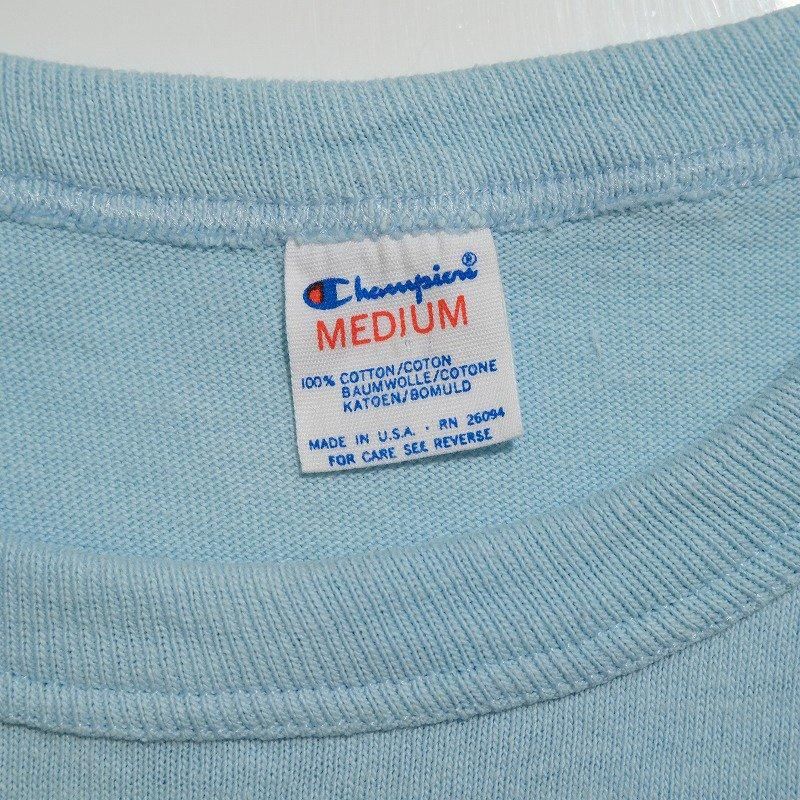 Champion®
MEDIUM
100% COTTON/COTON
BAUMWOLLE/COTONE
KATOEN/BOMULD
MADE IN U.S.A. · RN 26094
FOR CARE SEE REVERSE